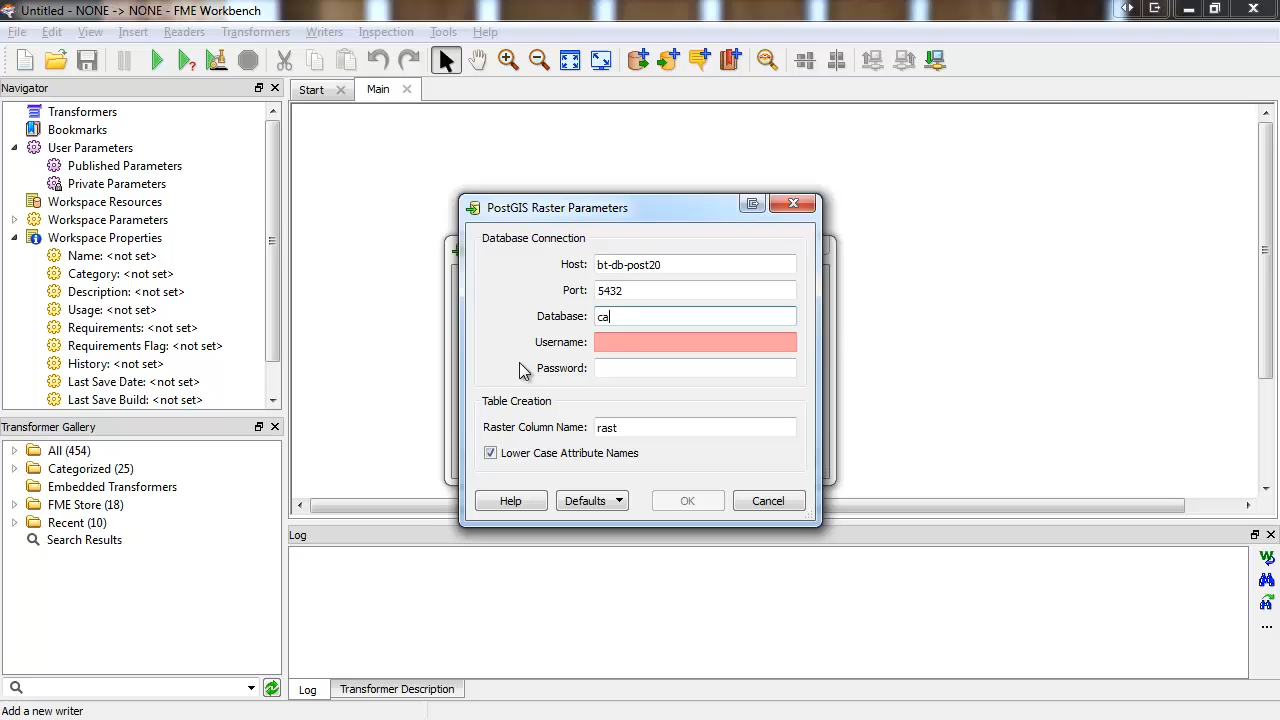 Untitled - NONE -> NONE - FME Workbench
File Edit View Insert Readers Transformers Writers Inspection Tools Help
Navigator
Transformers
Bookmarks
User Parameters
Published Parameters
Private Parameters
Workspace Resources
Workspace Parameters
Workspace Properties
Name: <not set>
Category: <not set>
Description: <not set>
Usage: <not set>
Requirements: <not set>
Requirements Flag: <not set>
History: <not set>
Last Save Date: <not set>
Last Save Build: <not set>
Transformer Gallery
All (454)
Categorized (25)
Embedded Transformers
FME Store (18)
Recent (10)
Search Results
Start
Main
PostGIS Raster Parameters
Database Connection
Host: bt-db-post20
Port: 5432
Database: ca
Username:
Password:
Table Creation
Raster Column Name: rast
Lower Case Attribute Names
Help Defaults OK Cancel
Log
Log Transformer Description
Add a new writer